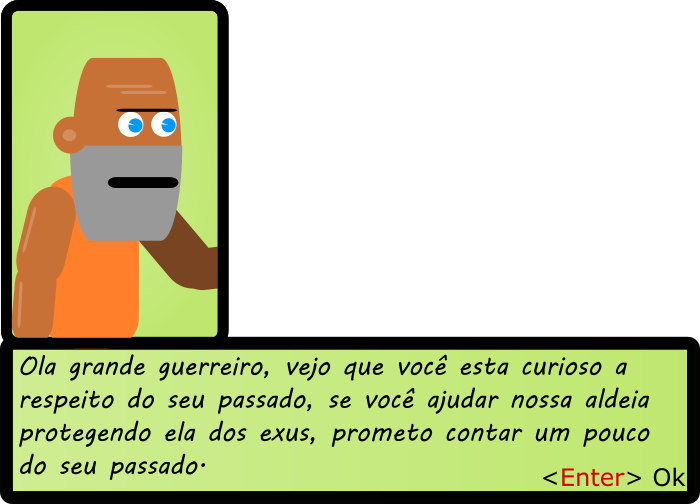 Ola grande guerreiro, vejo que você esta curioso a
respeito do seu passado, se você ajudar nossa aldeia
protegendo ela dos exus, prometo contar um pouco
do seu passado.
<Enter> Ok